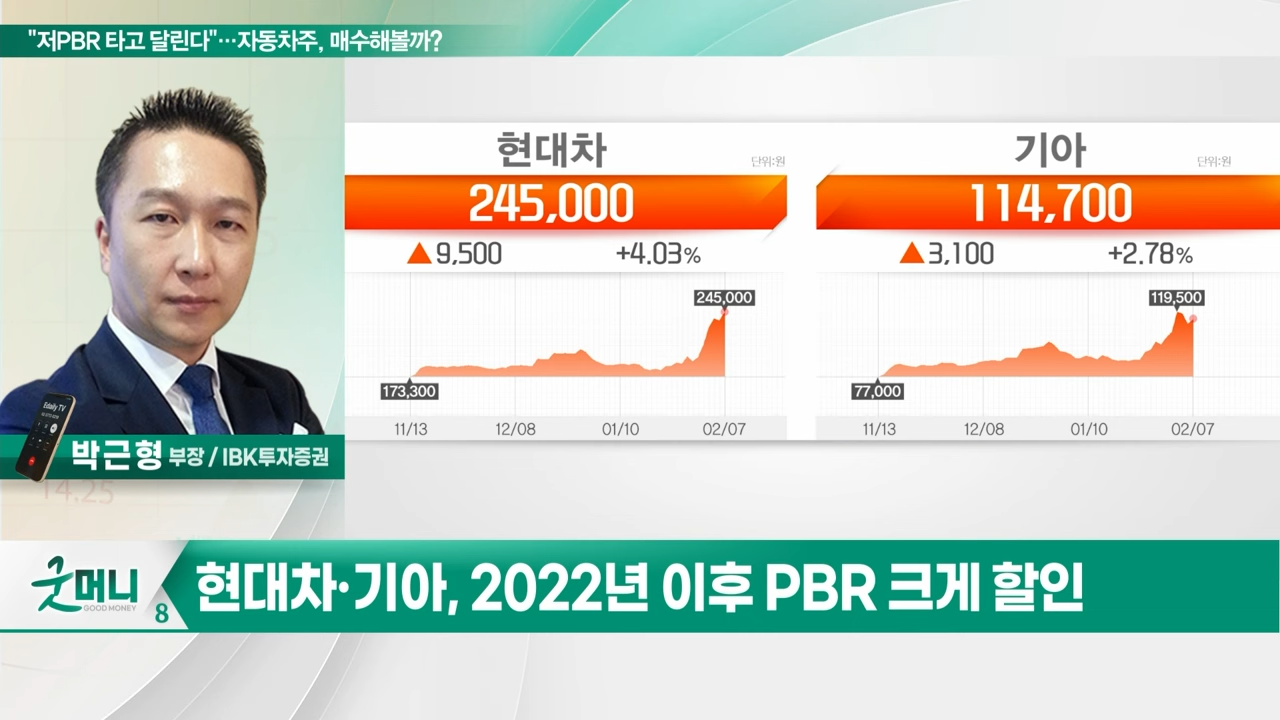 "저PBR 타고 달린다"…자동차주, 매수해볼까?
현대차
단위:원
245,000
▲9,500 +4.03%
245,000
173,300
11/13 12/08 01/10 02/07
기아
단위:원
114,700
▲3,100 +2.78%
119,500
77,000
11/13 12/08 01/10 02/07
Edaily TV
박근형 부장 / IBK투자증권
14.25
굿머니
GOOD MONEY
8
현대차·기아, 2022년 이후 PBR 크게 할인